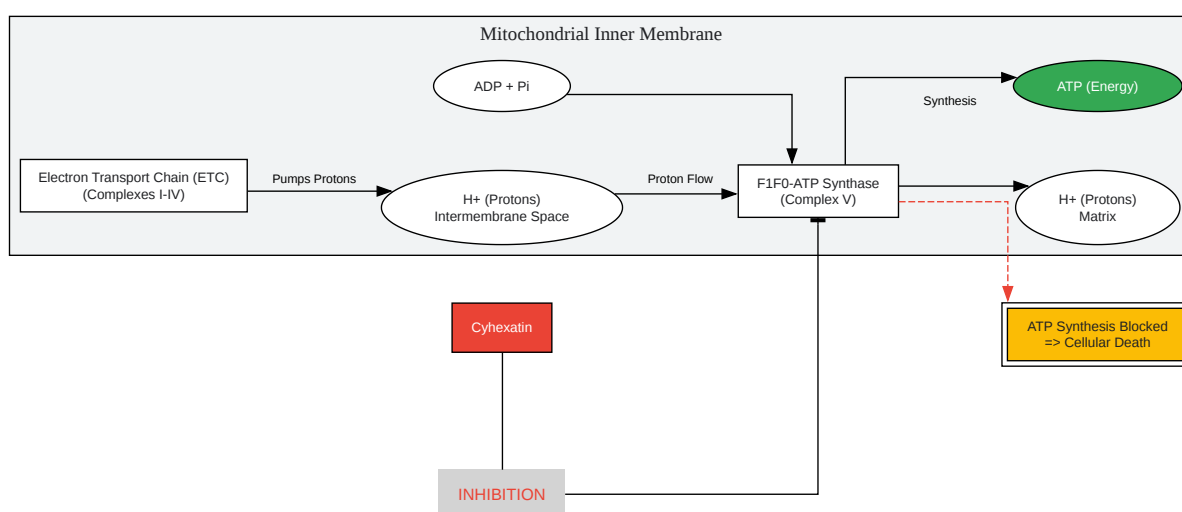 Mitochondrial Inner Membrane
ADP + Pi
ATP (Energy)
Synthesis
Electron Transport Chain (ETC)
(Complexes I-IV)
Pumps Protons
H+ (Protons)
Intermembrane Space
Proton Flow
F1F0-ATP Synthase
(Complex V)
H+ (Protons)
Matrix
Cyhexatin
ATP Synthesis Blocked
=> Cellular Death
INHIBITION